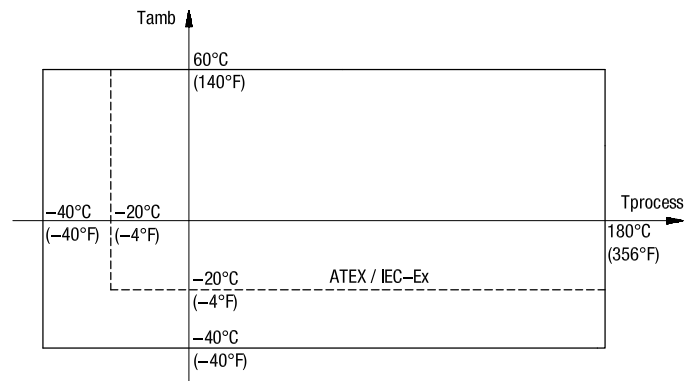 Tamb
60°C
(140°F)
Tprocess
−40°C
(−40°F)
−20°C
(−4°F)
180°C
(356°F)
−20°C
(−4°F)
ATEX / IEC−Ex
−40°C
(−40°F)